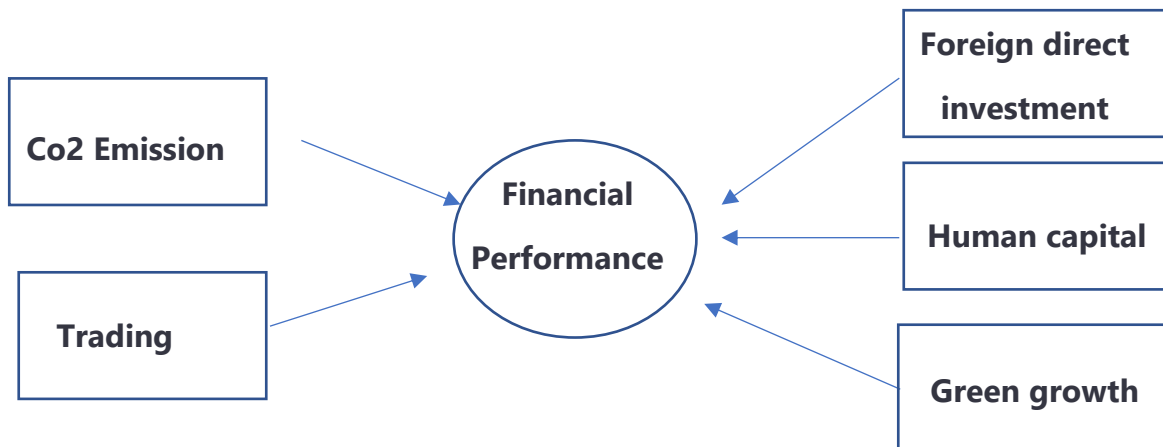 Co2 Emission
Trading
Financial
Performance
Foreign direct
investment
Human capital
Green growth